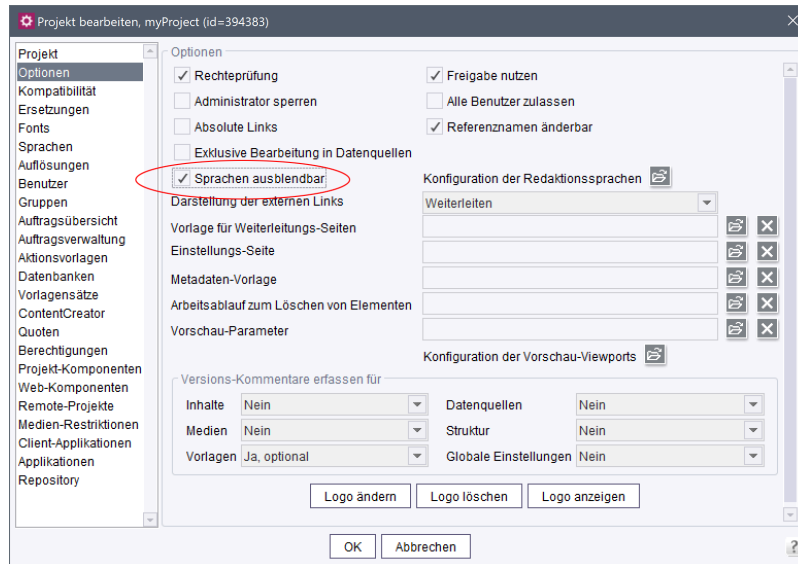 Projekt bearbeiten, myProject (id=394383)
Projekt
Optionen
Kompatibilität
Ersetzungen
Fonts
Sprachen
Auflösungen
Benutzer
Gruppen
Auftragsübersicht
Auftragsverwaltung
Aktionsvorlagen
Datenbanken
Vorlagensätze
ContentCreator
Quoten
Berechtigungen
Projekt-Komponenten
Web-Komponenten
Remote-Projekte
Medien-Restriktionen
Client-Applikationen
Applikationen
Repository
Optionen
Rechteprüfung Freigabe nutzen
Administrator sperren Alle Benutzer zulassen
Absolute Links Referenznamen änderbar
Exklusive Bearbeitung in Datenquellen
Sprachen ausblendbar Konfiguration der Redaktionssprachen
Darstellung der externen Links Weiterleiten
Vorlage für Weiterleitungs-Seiten
Einstellungs-Seite
Metadaten-Vorlage
Arbeitsablauf zum Löschen von Elementen
Vorschau-Parameter
Konfiguration der Vorschau-Viewports
Versions-Kommentare erfassen für
Inhalte Nein Datenquellen Nein
Medien Nein Struktur Nein
Vorlagen Ja, optional Globale Einstellungen Nein
Logo ändern Logo löschen Logo anzeigen
OK Abbrechen ?